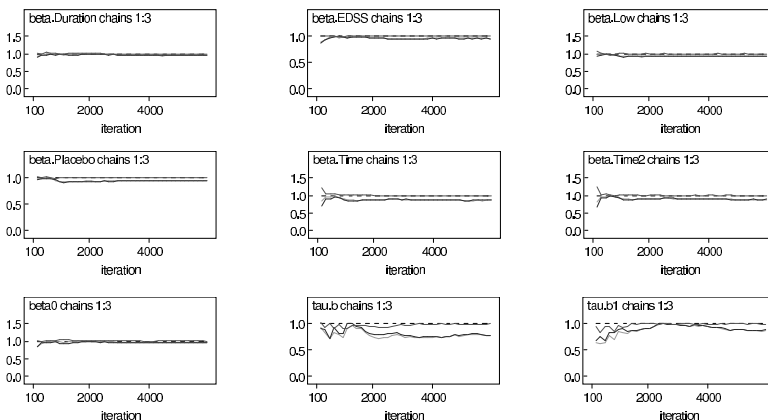 beta.Duration chains 1:3
1.5
1.0
0.5
0.0
100 2000 4000
iteration
beta.EDSS chains 1:3
1.0
0.5
0.0
100 2000 4000
iteration
beta.Low chains 1:3
1.5
1.0
0.5
0.0
100 2000 4000
iteration
beta.Placebo chains 1:3
1.0
0.5
0.0
100 2000 4000
iteration
beta.Time chains 1:3
1.5
1.0
0.5
0.0
100 2000 4000
iteration
beta.Time2 chains 1:3
1.5
1.0
0.5
0.0
100 2000 4000
iteration
beta0 chains 1:3
1.5
1.0
0.5
0.0
100 2000 4000
iteration
tau.b chains 1:3
1.0
0.5
0.0
100 2000 4000
iteration
tau.b1 chains 1:3
1.0
0.5
0.0
100 2000 4000
iteration